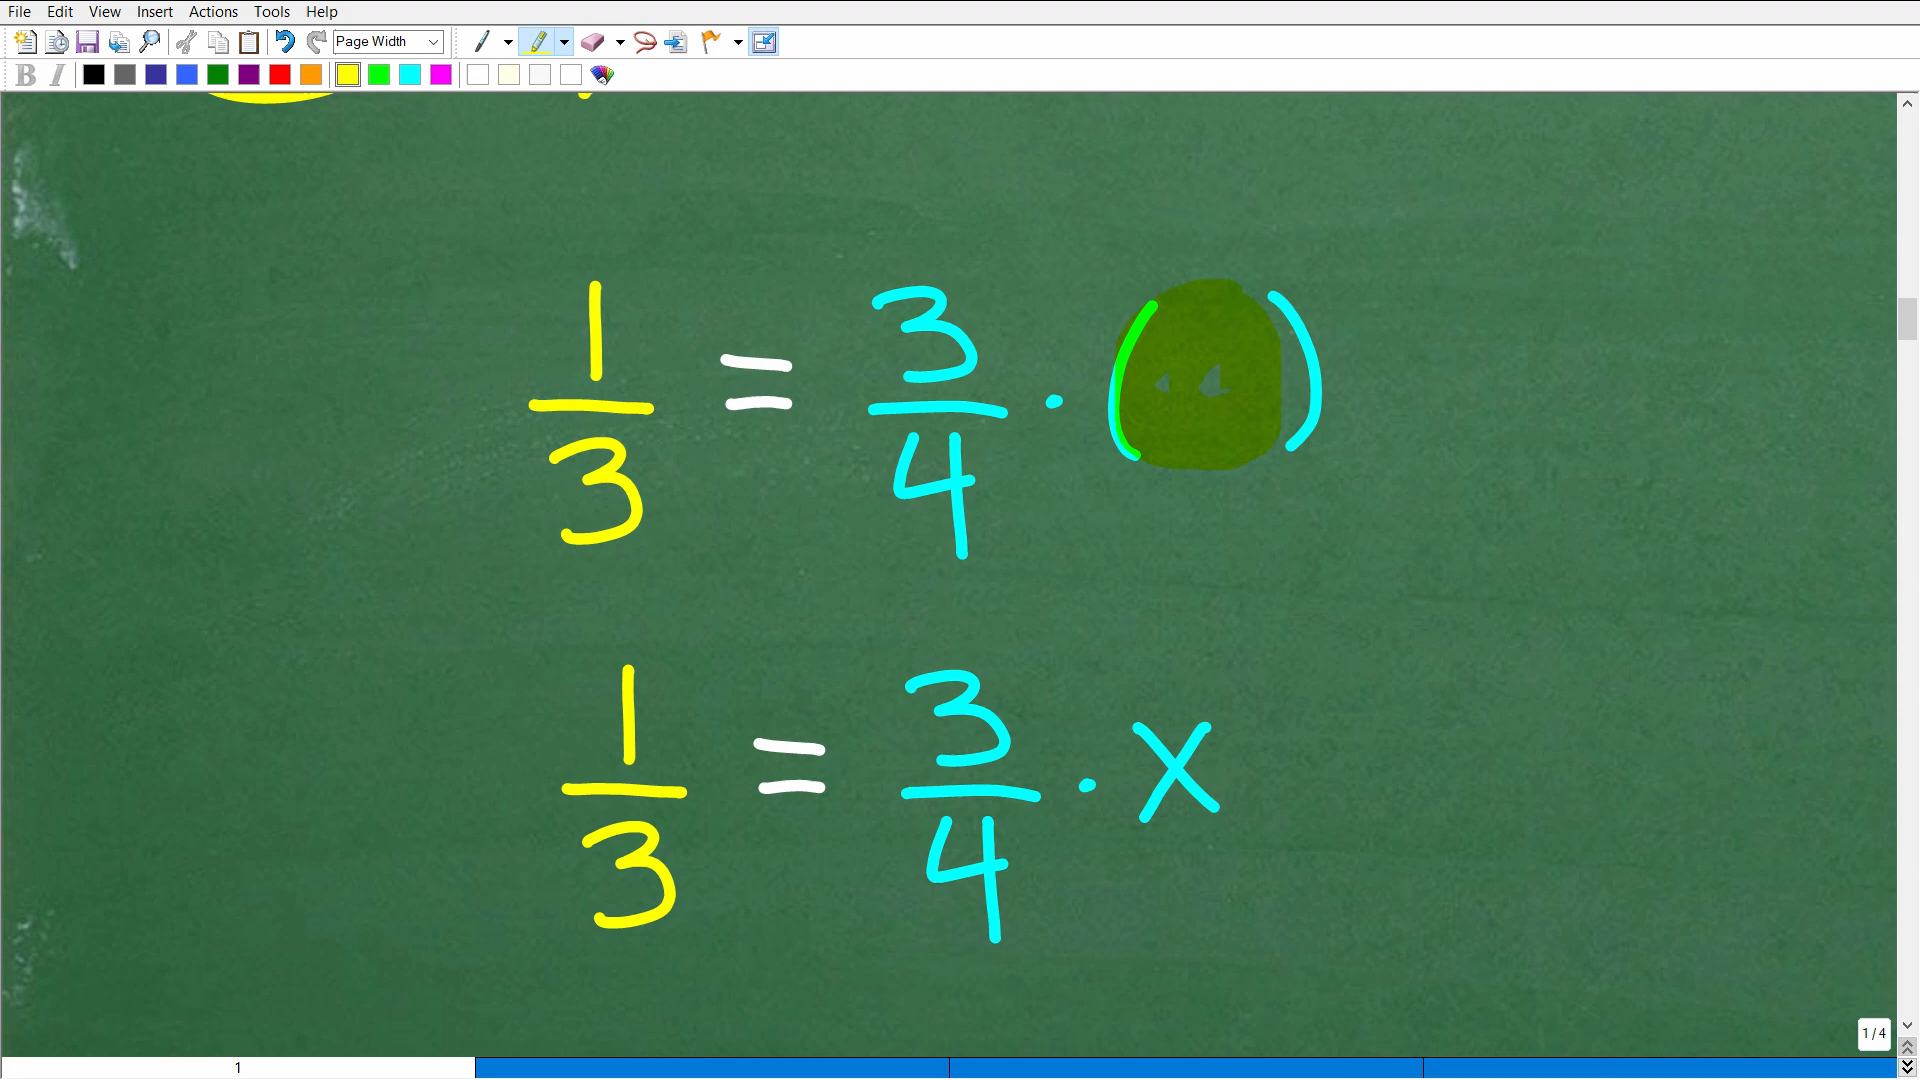 File Edit View Insert Actions Tools Help
Page Width
B I
1/3 = 3/4 · ( )
1/3 = 3/4 · X
1 / 4
1